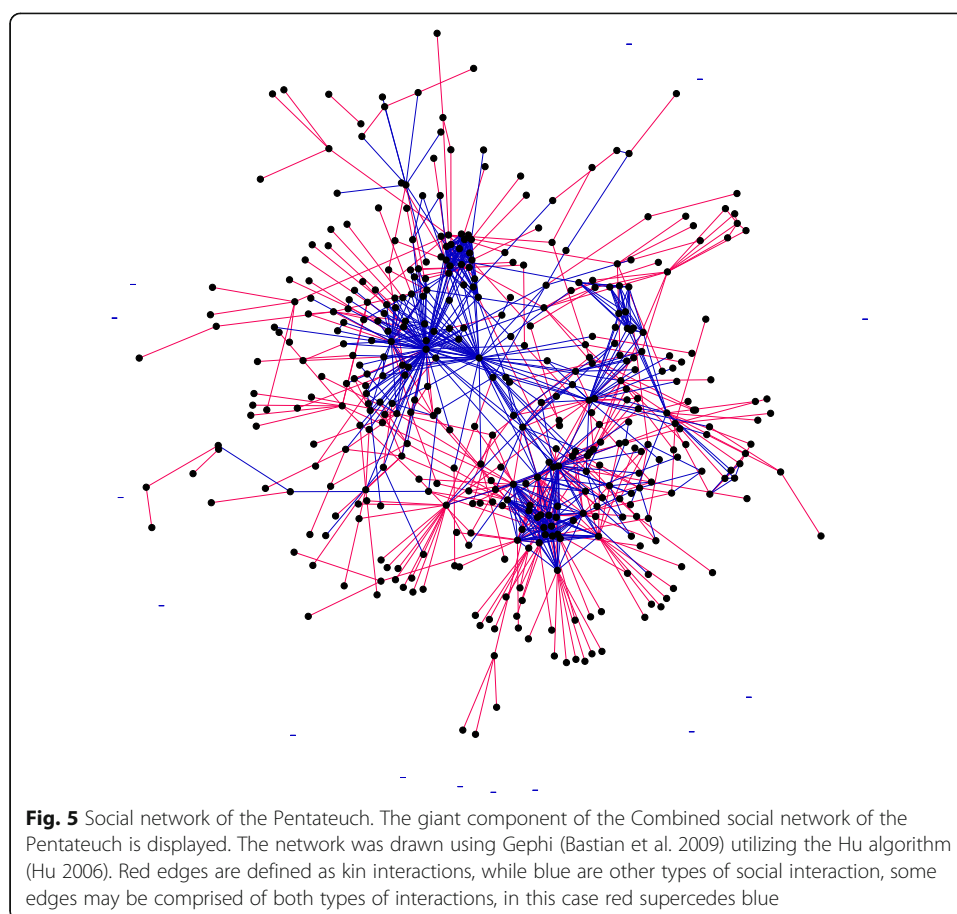 Fig. 5 Social network of the Pentateuch. The giant component of the Combined social network of the
Pentateuch is displayed. The network was drawn using Gephi (Bastian et al. 2009) utilizing the Hu algorithm
(Hu 2006). Red edges are defined as kin interactions, while blue are other types of social interaction, some
edges may be comprised of both types of interactions, in this case red supercedes blue